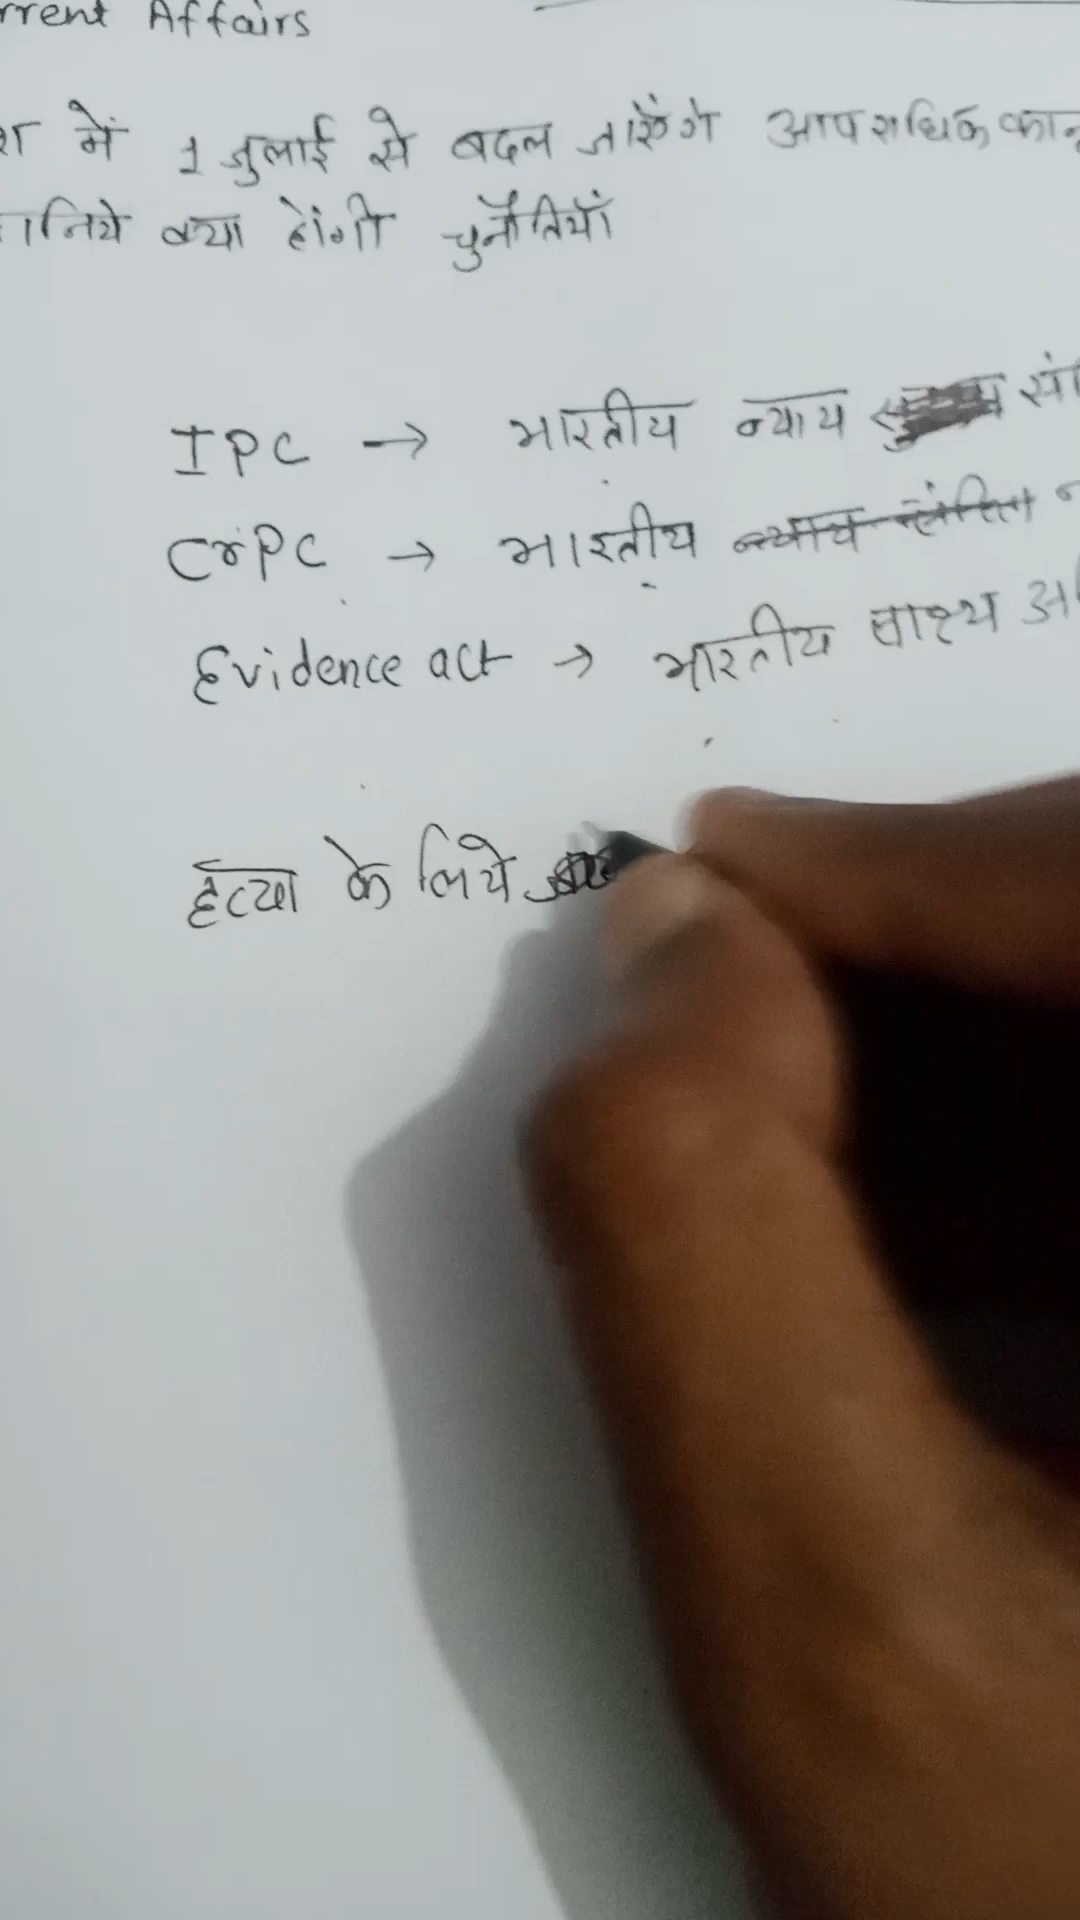 rrent Affairs
में 1 जुलाई से बदल जाऐंगे आपराधिक
निये क्या होंगी चुनौतियाँ
IPC → भारतीय न्याय सं
CrPC → भारतीय न्याय संहिता
Evidence act → भारतीय साक्ष्य
हत्या के लिये